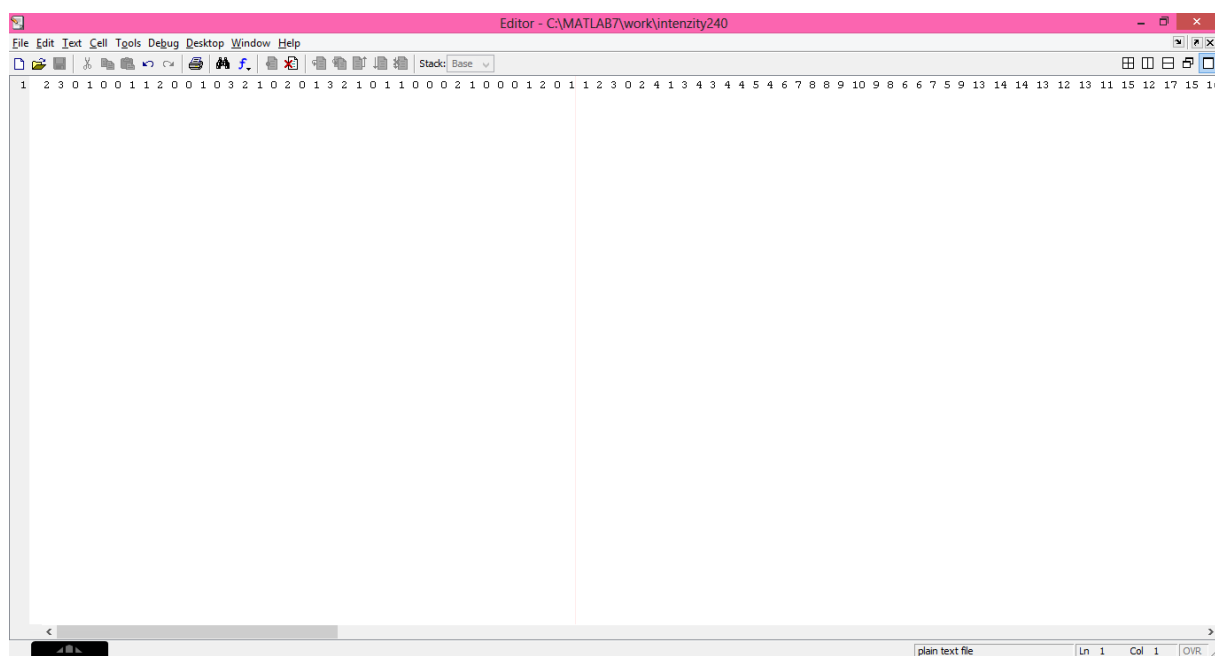 Editor - C:\MATLAB7\work\intenzity240
File Edit Text Cell Tools Debug Desktop Window Help
Stack: Base
1 2 3 0 1 0 0 1 1 2 0 0 1 0 3 2 1 0 2 0 1 3 2 1 0 1 1 0 0 0 2 1 0 0 0 1 2 0 1 1 2 3 0 2 4 1 3 4 3 4 4 5 4 6 7 8 8 9 10 9 8 6 6 7 5 9 13 14 14 13 12 13 11 15 12 17 15
plain text file Ln 1 Col 1 OVR